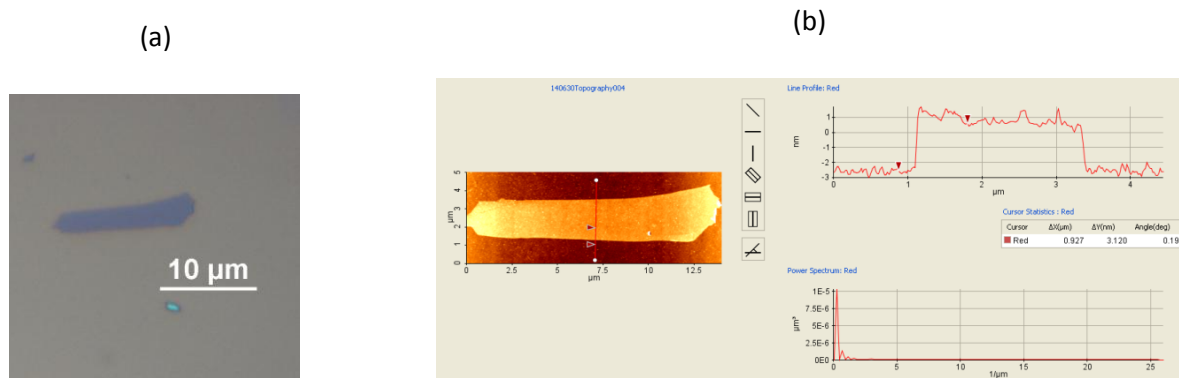 (a)
(b)
10 µm
140630Topography004
5
4
3
2
1
0
µm
0
2.5
5
7.5
10
12.5
µm
Line Profile: Red
nm
1
0
-1
-2
-3
0
1
2
3
4
µm
Cursor Statistics : Red
Cursor ΔX(µm) ΔY(nm) Angle(deg)
Red 0.927 3.120 0.19
Power Spectrum: Red
µm³
1E-5
7.5E-6
5E-6
2.5E-6
0E0
0
5
10
15
20
25
1/µm